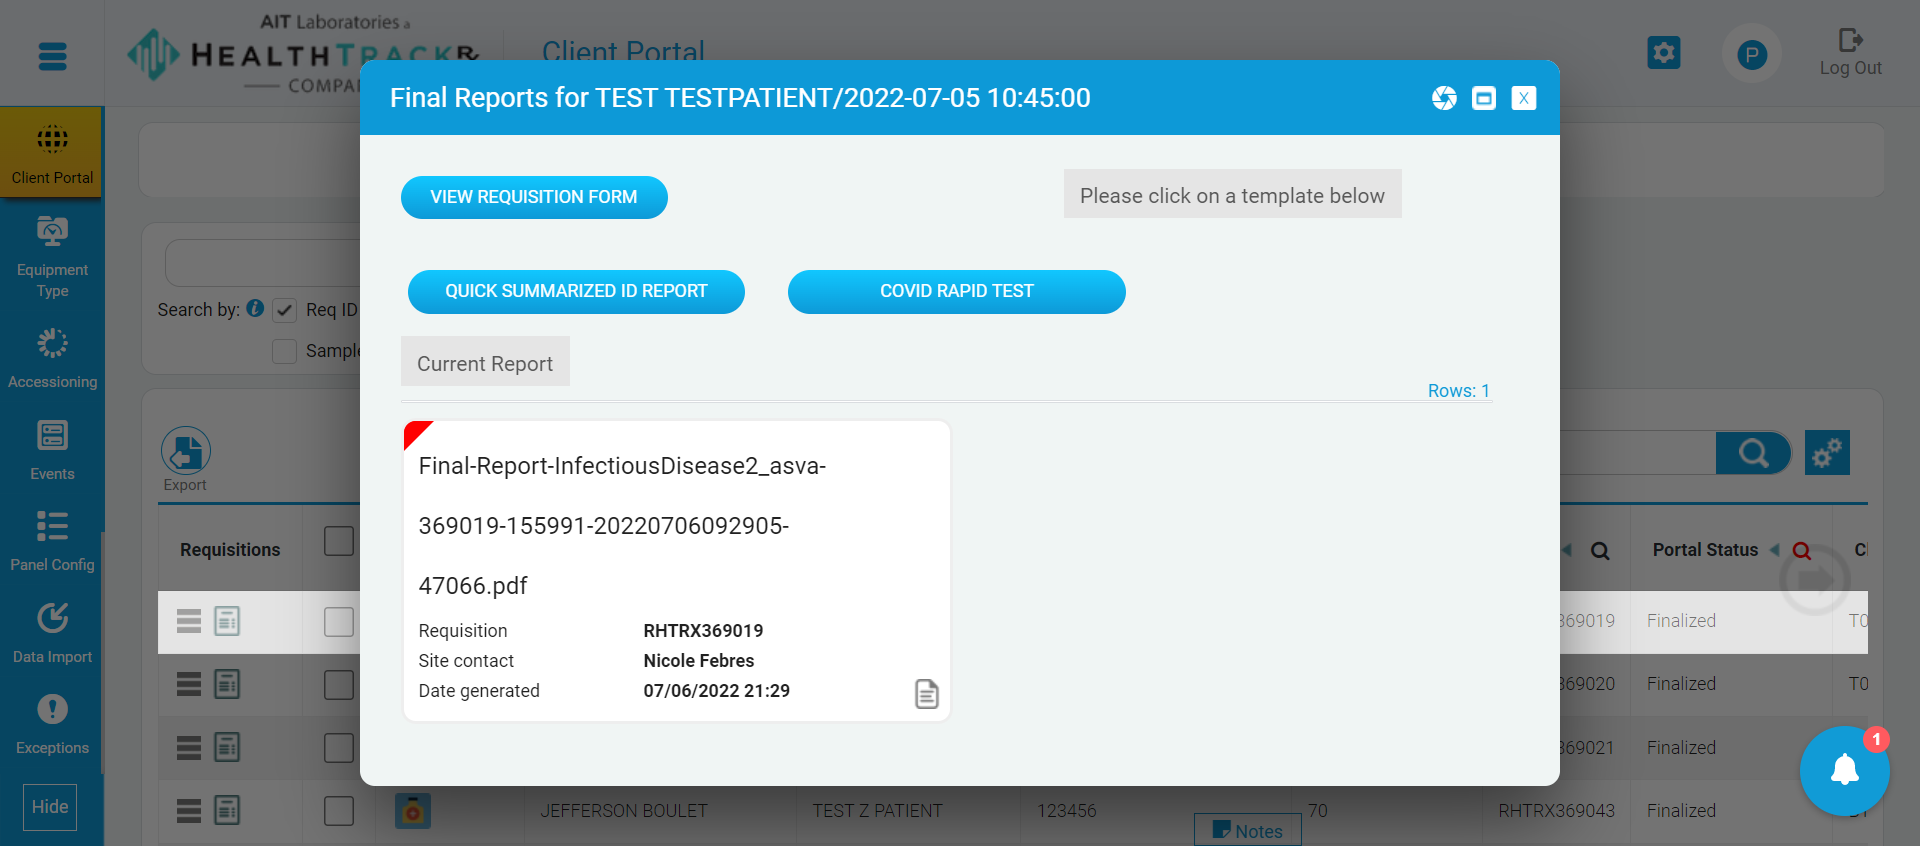 AIT Laboratories a
HEALTHTRACKRx
COMPA
Client Portal
P
Log Out
Final Reports for TEST TESTPATIENT/2022-07-05 10:45:00
X
Client Portal
Equipment
Type
Accessioning
Events
Panel Config
Data Import
Exceptions
Hide
VIEW REQUISITION FORM
Please click on a template below
QUICK SUMMARIZED ID REPORT
COVID RAPID TEST
Search by: i Req ID
Sample
Current Report
Rows: 1
Export
Final-Report-InfectiousDisease2_asva-
369019-155991-20220706092905-
47066.pdf
Requisition RHTRX369019
Site contact Nicole Febres
Date generated 07/06/2022 21:29
Requisitions
Portal Status
369019 Finalized T0
369020 Finalized T0
369021 Finalized
1
JEFFERSON BOULET TEST Z PATIENT 123456 70 RHTRX369043 Finalized
Notes